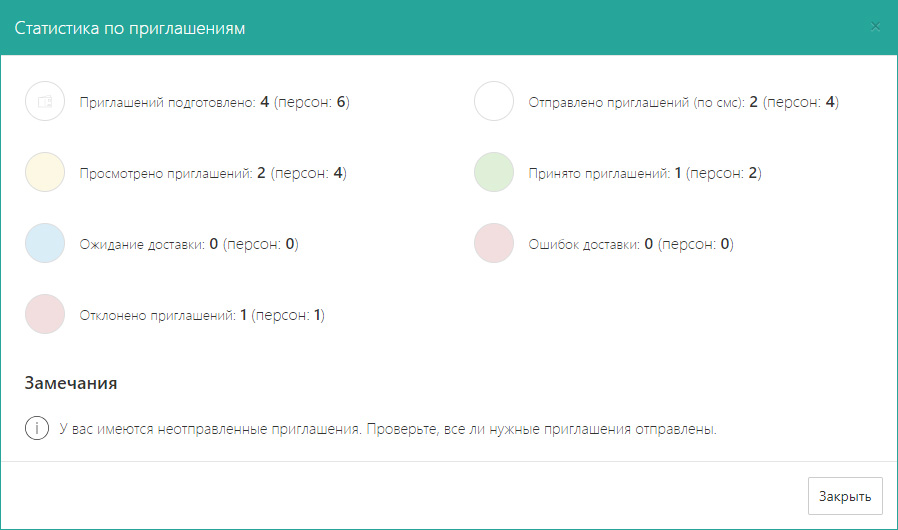 Статистика по приглашениям
Приглашений подготовлено: 4 (персон: 6)
Отправлено приглашений (по смс): 2 (персон: 4)
Просмотрено приглашений: 2 (персон: 4)
Принято приглашений: 1 (персон: 2)
Ожидание доставки: 0 (персон: 0)
Ошибок доставки: 0 (персон: 0)
Отклонено приглашений: 1 (персон: 1)
Замечания
У вас имеются неотправленные приглашения. Проверьте, все ли нужные приглашения отправлены.
Закрыть